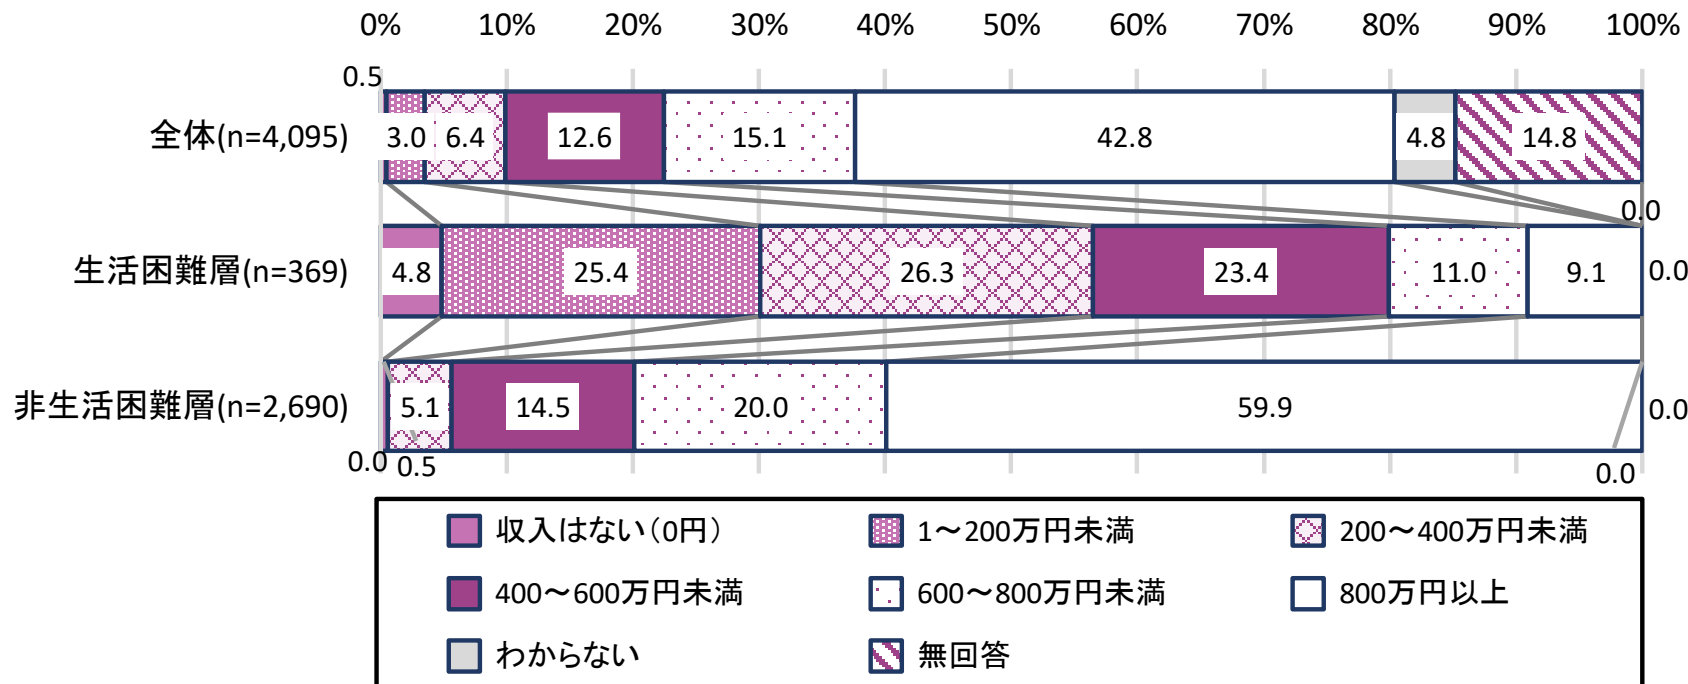 0% 10% 20% 30% 40% 50% 60% 70% 80% 90% 100%
0.5
全体(n=4,095) 3.0 6.4 12.6 15.1 42.8 4.8 14.8
0.0
生活困難層(n=369) 4.8 25.4 26.3 23.4 11.0 9.1 0.0
非生活困難層(n=2,690) 5.1 14.5 20.0 59.9 0.0
0.0 0.5 0.0
収入はない（0円） 1～200万円未満 200～400万円未満
400～600万円未満 600～800万円未満 800万円以上
わからない 無回答